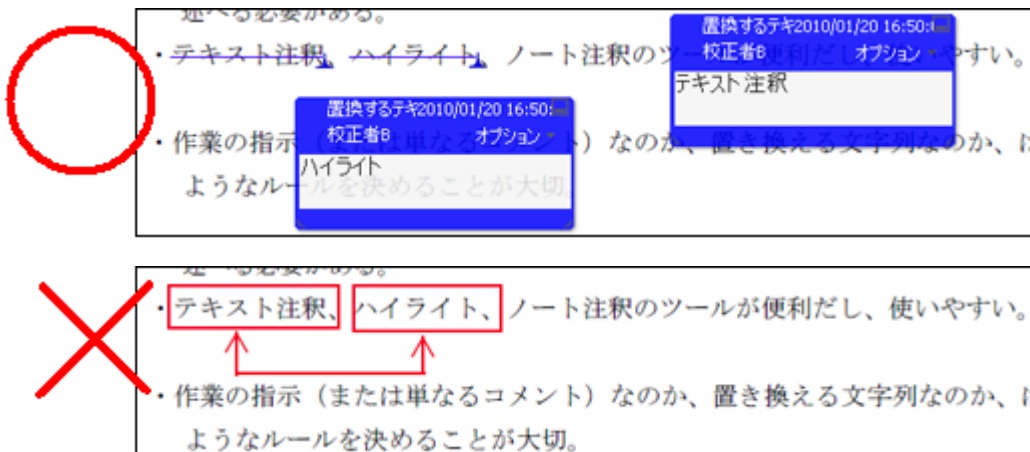 述べる必要がある。
・テキスト注釈、ハイライト、ノート注釈の すい。
置換するテキ2010/01/20 16:50:
校正者B オプション
テキスト注釈
置換するテキ2010/01/20 16:50:
校正者B オプション
ハイライト
・作業の指示(または単なるコメント)なのか、置き換える文字列なのか、
ようなルールを決めることが大切
述べる必要がある。
・テキスト注釈、ハイライト、ノート注釈のツールが便利だし、使いやすい。
・作業の指示(または単なるコメント)なのか、置き換える文字列なのか、
ようなルールを決めることが大切。